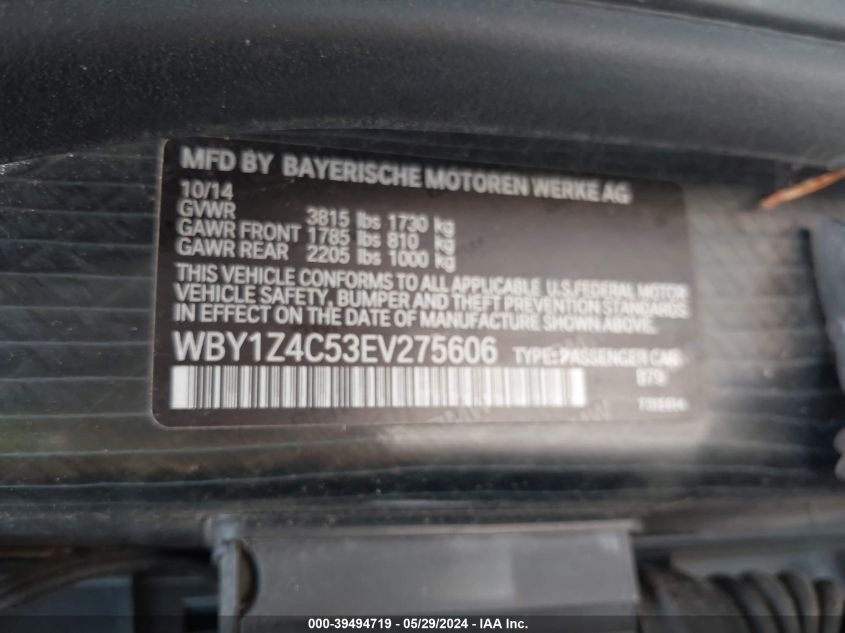 MFD BY BAYERISCHE MOTOREN WERKE AG
10/14
GVWR 3815 lbs 1730 kg
GAWR FRONT 1785 lbs 810 kg
GAWR REAR 2205 lbs 1000 kg
THIS VEHICLE CONFORMS TO ALL APPLICABLE U.S.FEDERAL MOTOR
VEHICLE SAFETY, BUMPER AND THEFT PREVENTION STANDARDS
IN EFFECT ON THE DATE OF MANUFACTURE SHOWN ABOVE.
WBY1Z4C53EV275606 TYPE: PASSENGER CAR
000-39494719 - 05/29/2024 - IAA Inc.